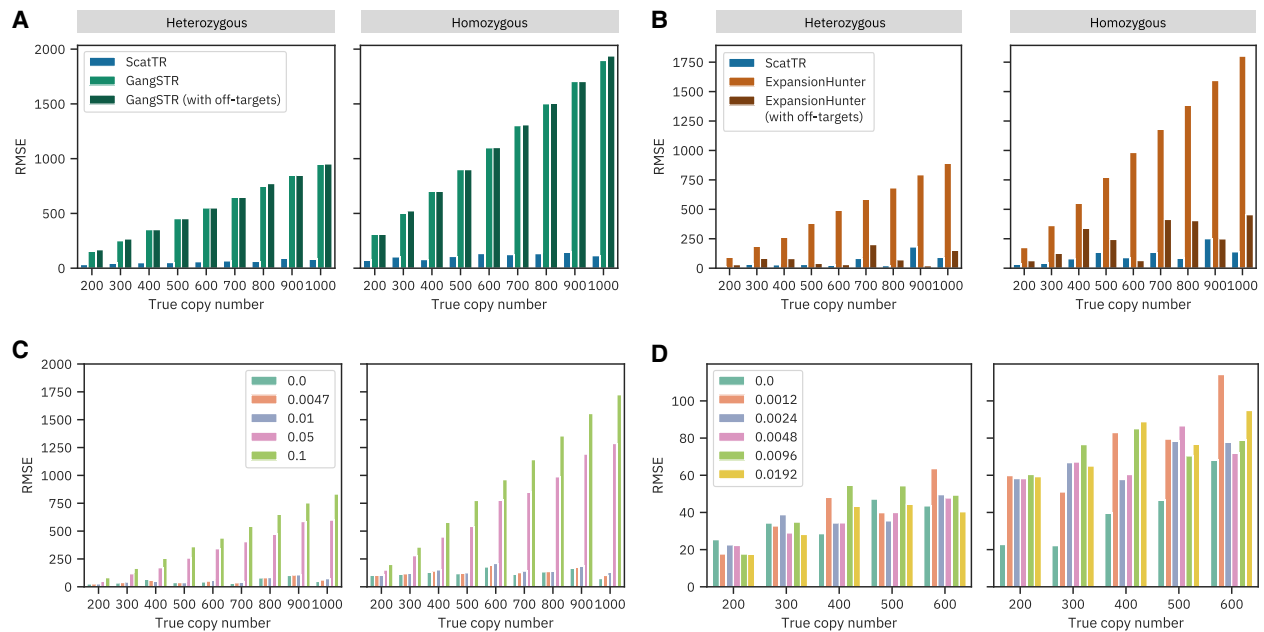 A
Heterozygous
Homozygous
2000
1500
1000
500
0
RMSE
ScatTR
GangSTR
GangSTR (with off-targets)
200 300 400 500 600 700 800 9001000
200 300 400 500 600 700 800 9001000
True copy number
True copy number
B
Heterozygous
Homozygous
1750
1500
1250
1000
750
500
250
0
RMSE
ScatTR
ExpansionHunter
ExpansionHunter
(with off-targets)
200 300 400 500 600 700 800 9001000
200 300 400 500 600 700 800 9001000
True copy number
True copy number
C
2000
1750
1500
1250
1000
750
500
250
0
RMSE
0.0
0.0047
0.01
0.05
0.1
200 300 400 500 600 700 800 9001000
200 300 400 500 600 700 800 9001000
True copy number
True copy number
D
100
80
60
40
20
0
RMSE
0.0
0.0012
0.0024
0.0048
0.0096
0.0192
200 300 400 500 600
200 300 400 500 600
True copy number
True copy number